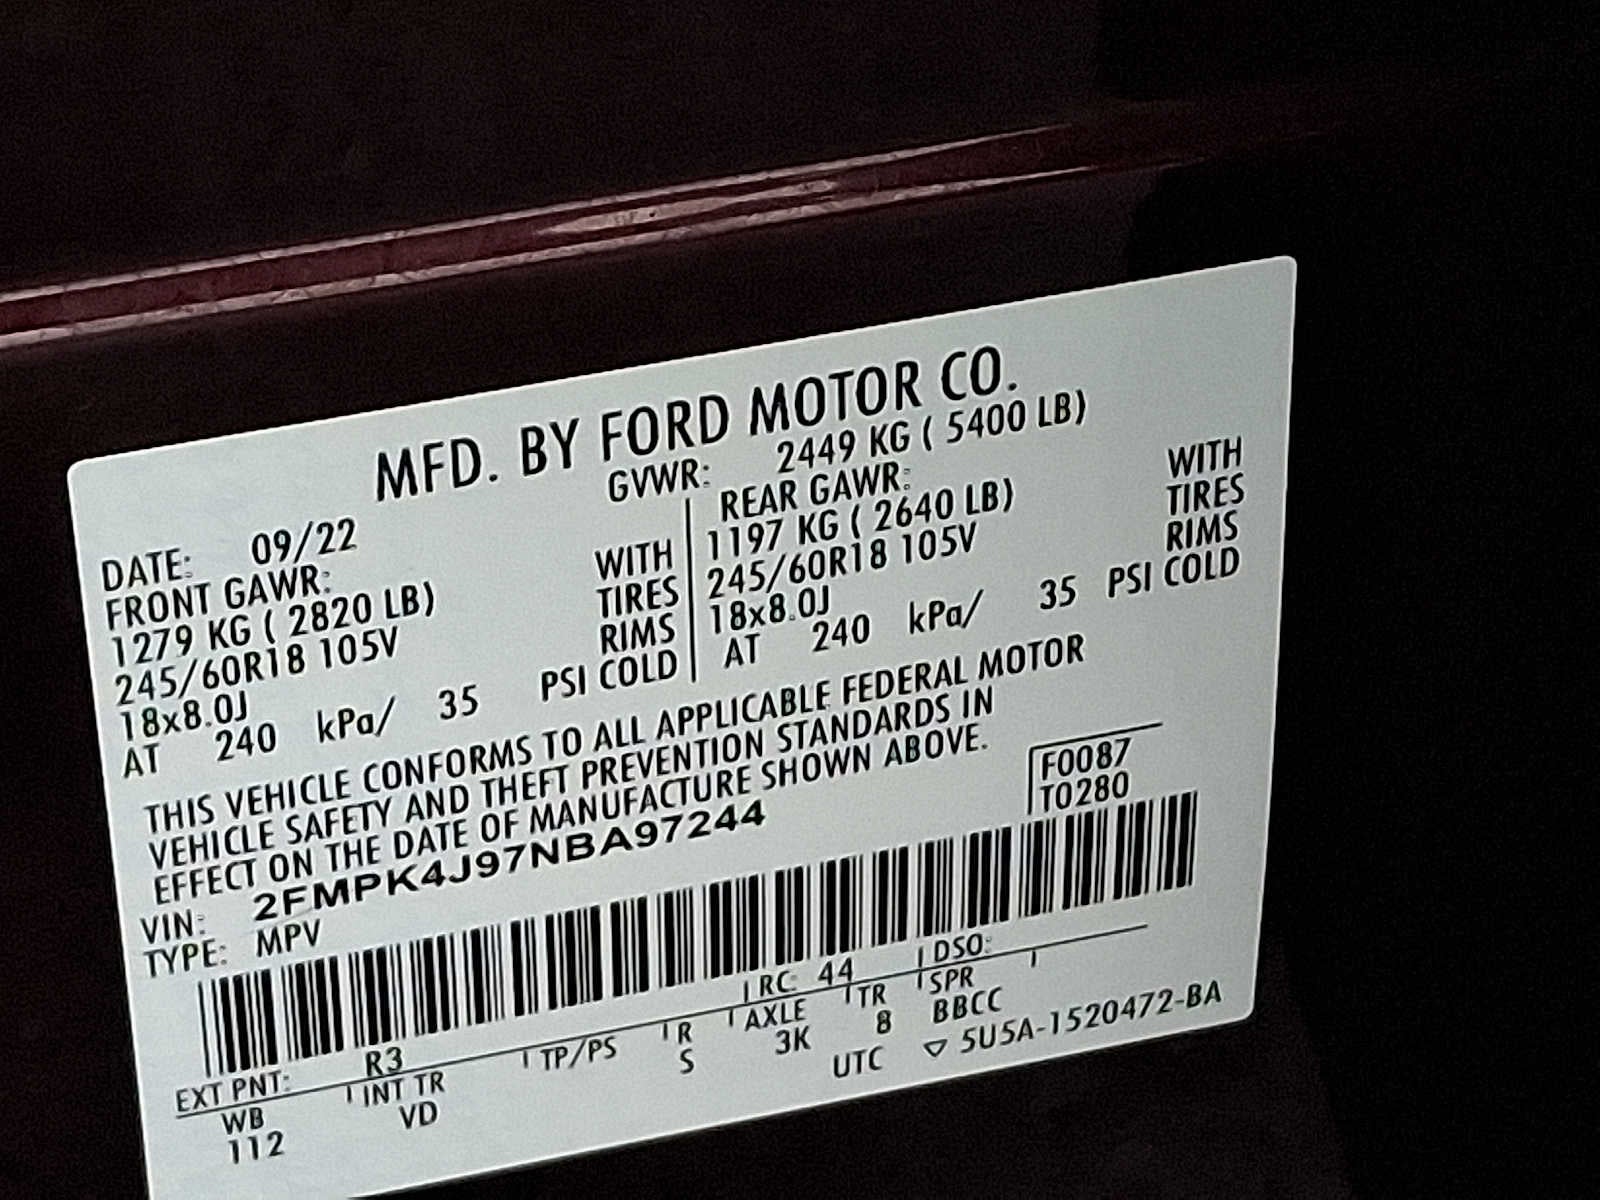 MFD. BY FORD MOTOR CO.
DATE: 09/22 GVWR: 2449 KG ( 5400 LB)
FRONT GAWR: REAR GAWR:
1279 KG ( 2820 LB) WITH 1197 KG ( 2640 LB) WITH
245/60R18 105V TIRES 245/60R18 105V TIRES
18x8.0J RIMS 18x8.0J RIMS
AT 240 kPa/ 35 PSI COLD AT 240 kPa/ 35 PSI COLD
THIS VEHICLE CONFORMS TO ALL APPLICABLE FEDERAL MOTOR
VEHICLE SAFETY AND THEFT PREVENTION STANDARDS IN
EFFECT ON THE DATE OF MANUFACTURE SHOWN ABOVE.
VIN: 2FMPK4J97NBA97244
F0087
T0280
TYPE: MPV
EXT PNT: R3 RC: 44 DSO:
WB INT TR TP/PS R AXLE TR SPR
112 VD S 3K 8 BBCC
UTC ▽ 5U5A-1520472-BA